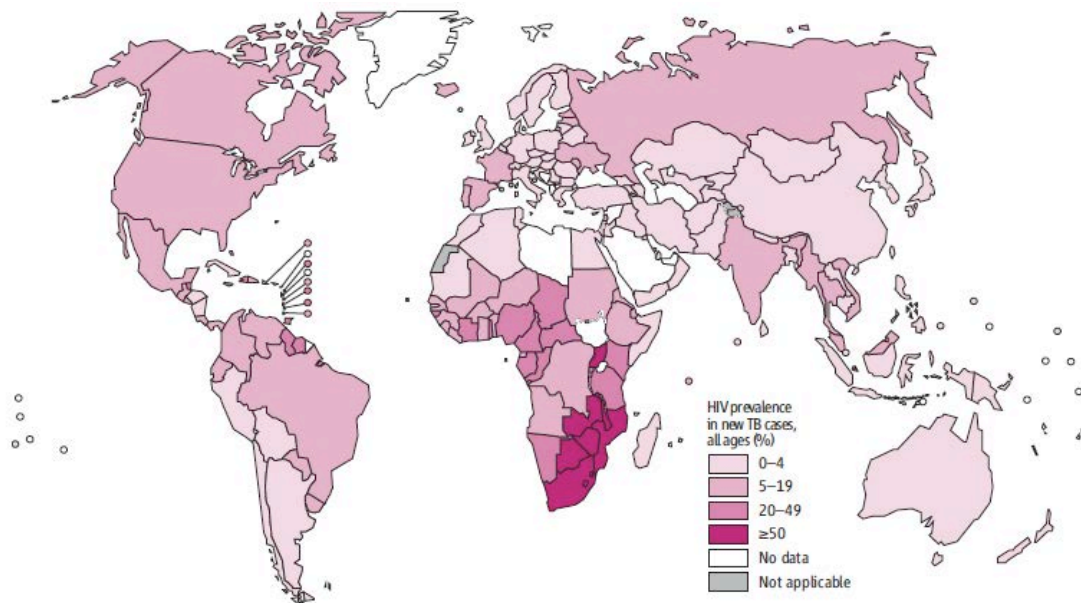 HIV prevalence
in new TB cases,
all ages (%)
0–4
5–19
20–49
≥50
No data
Not applicable